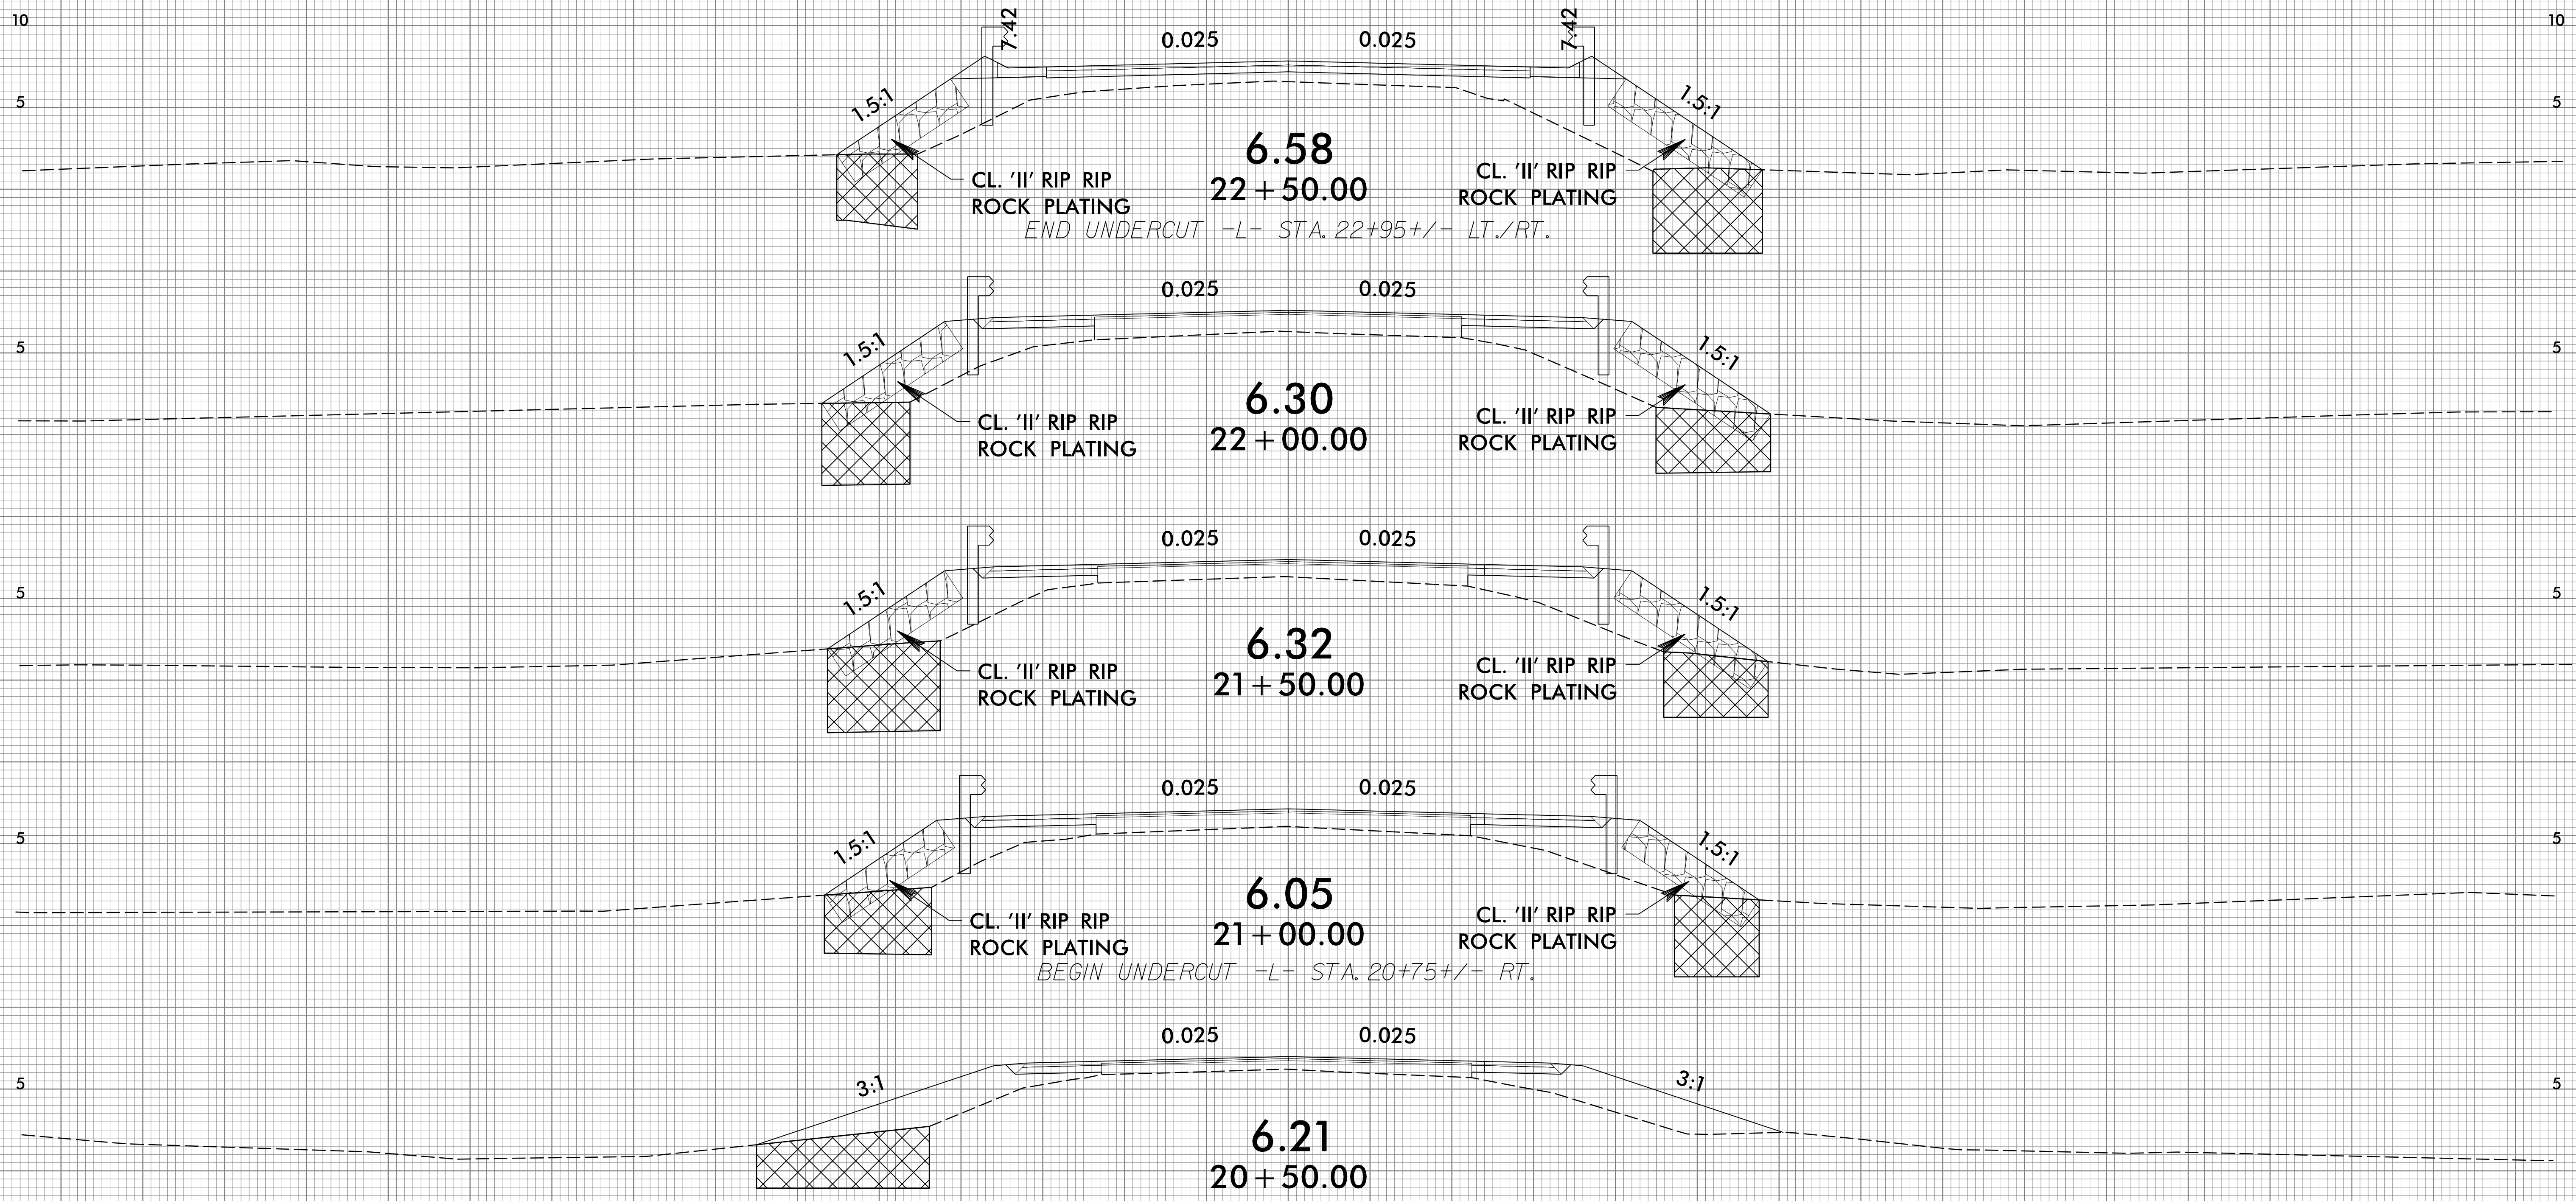 10
7.42
0.025
0.025
7.42
10
5
1.5:1
1.5:1
5
6.58
22+50.00
CL. 'II' RIP RIP
ROCK PLATING
CL. 'II' RIP RIP
ROCK PLATING
END UNDERCUT -L- STA. 22+95+/- LT./RT.
0.025
0.025
5
1.5:1
1.5:1
5
6.30
22+00.00
CL. 'II' RIP RIP
ROCK PLATING
CL. 'II' RIP RIP
ROCK PLATING
0.025
0.025
5
1.5:1
1.5:1
5
6.32
21+50.00
CL. 'II' RIP RIP
ROCK PLATING
CL. 'II' RIP RIP
ROCK PLATING
0.025
0.025
5
1.5:1
1.5:1
5
6.05
21+00.00
CL. 'II' RIP RIP
ROCK PLATING
CL. 'II' RIP RIP
ROCK PLATING
BEGIN UNDERCUT -L- STA. 20+75+/- RT.
0.025
0.025
5
3:1
3:1
5
6.21
20+50.00